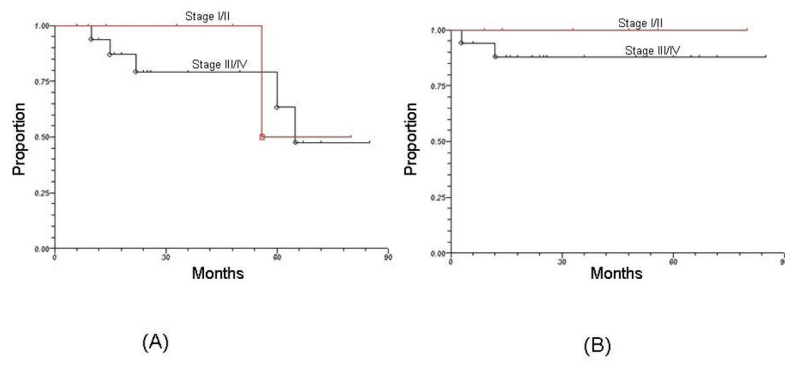 Stage I/II
Stage III/IV
Proportion
1.00
0.75
0.50
0.25
0.00
0
30
60
90
Months
(A)
Stage I/II
Stage III/IV
Proportion
1.00
0.75
0.50
0.25
0.00
0
30
60
90
Months
(B)